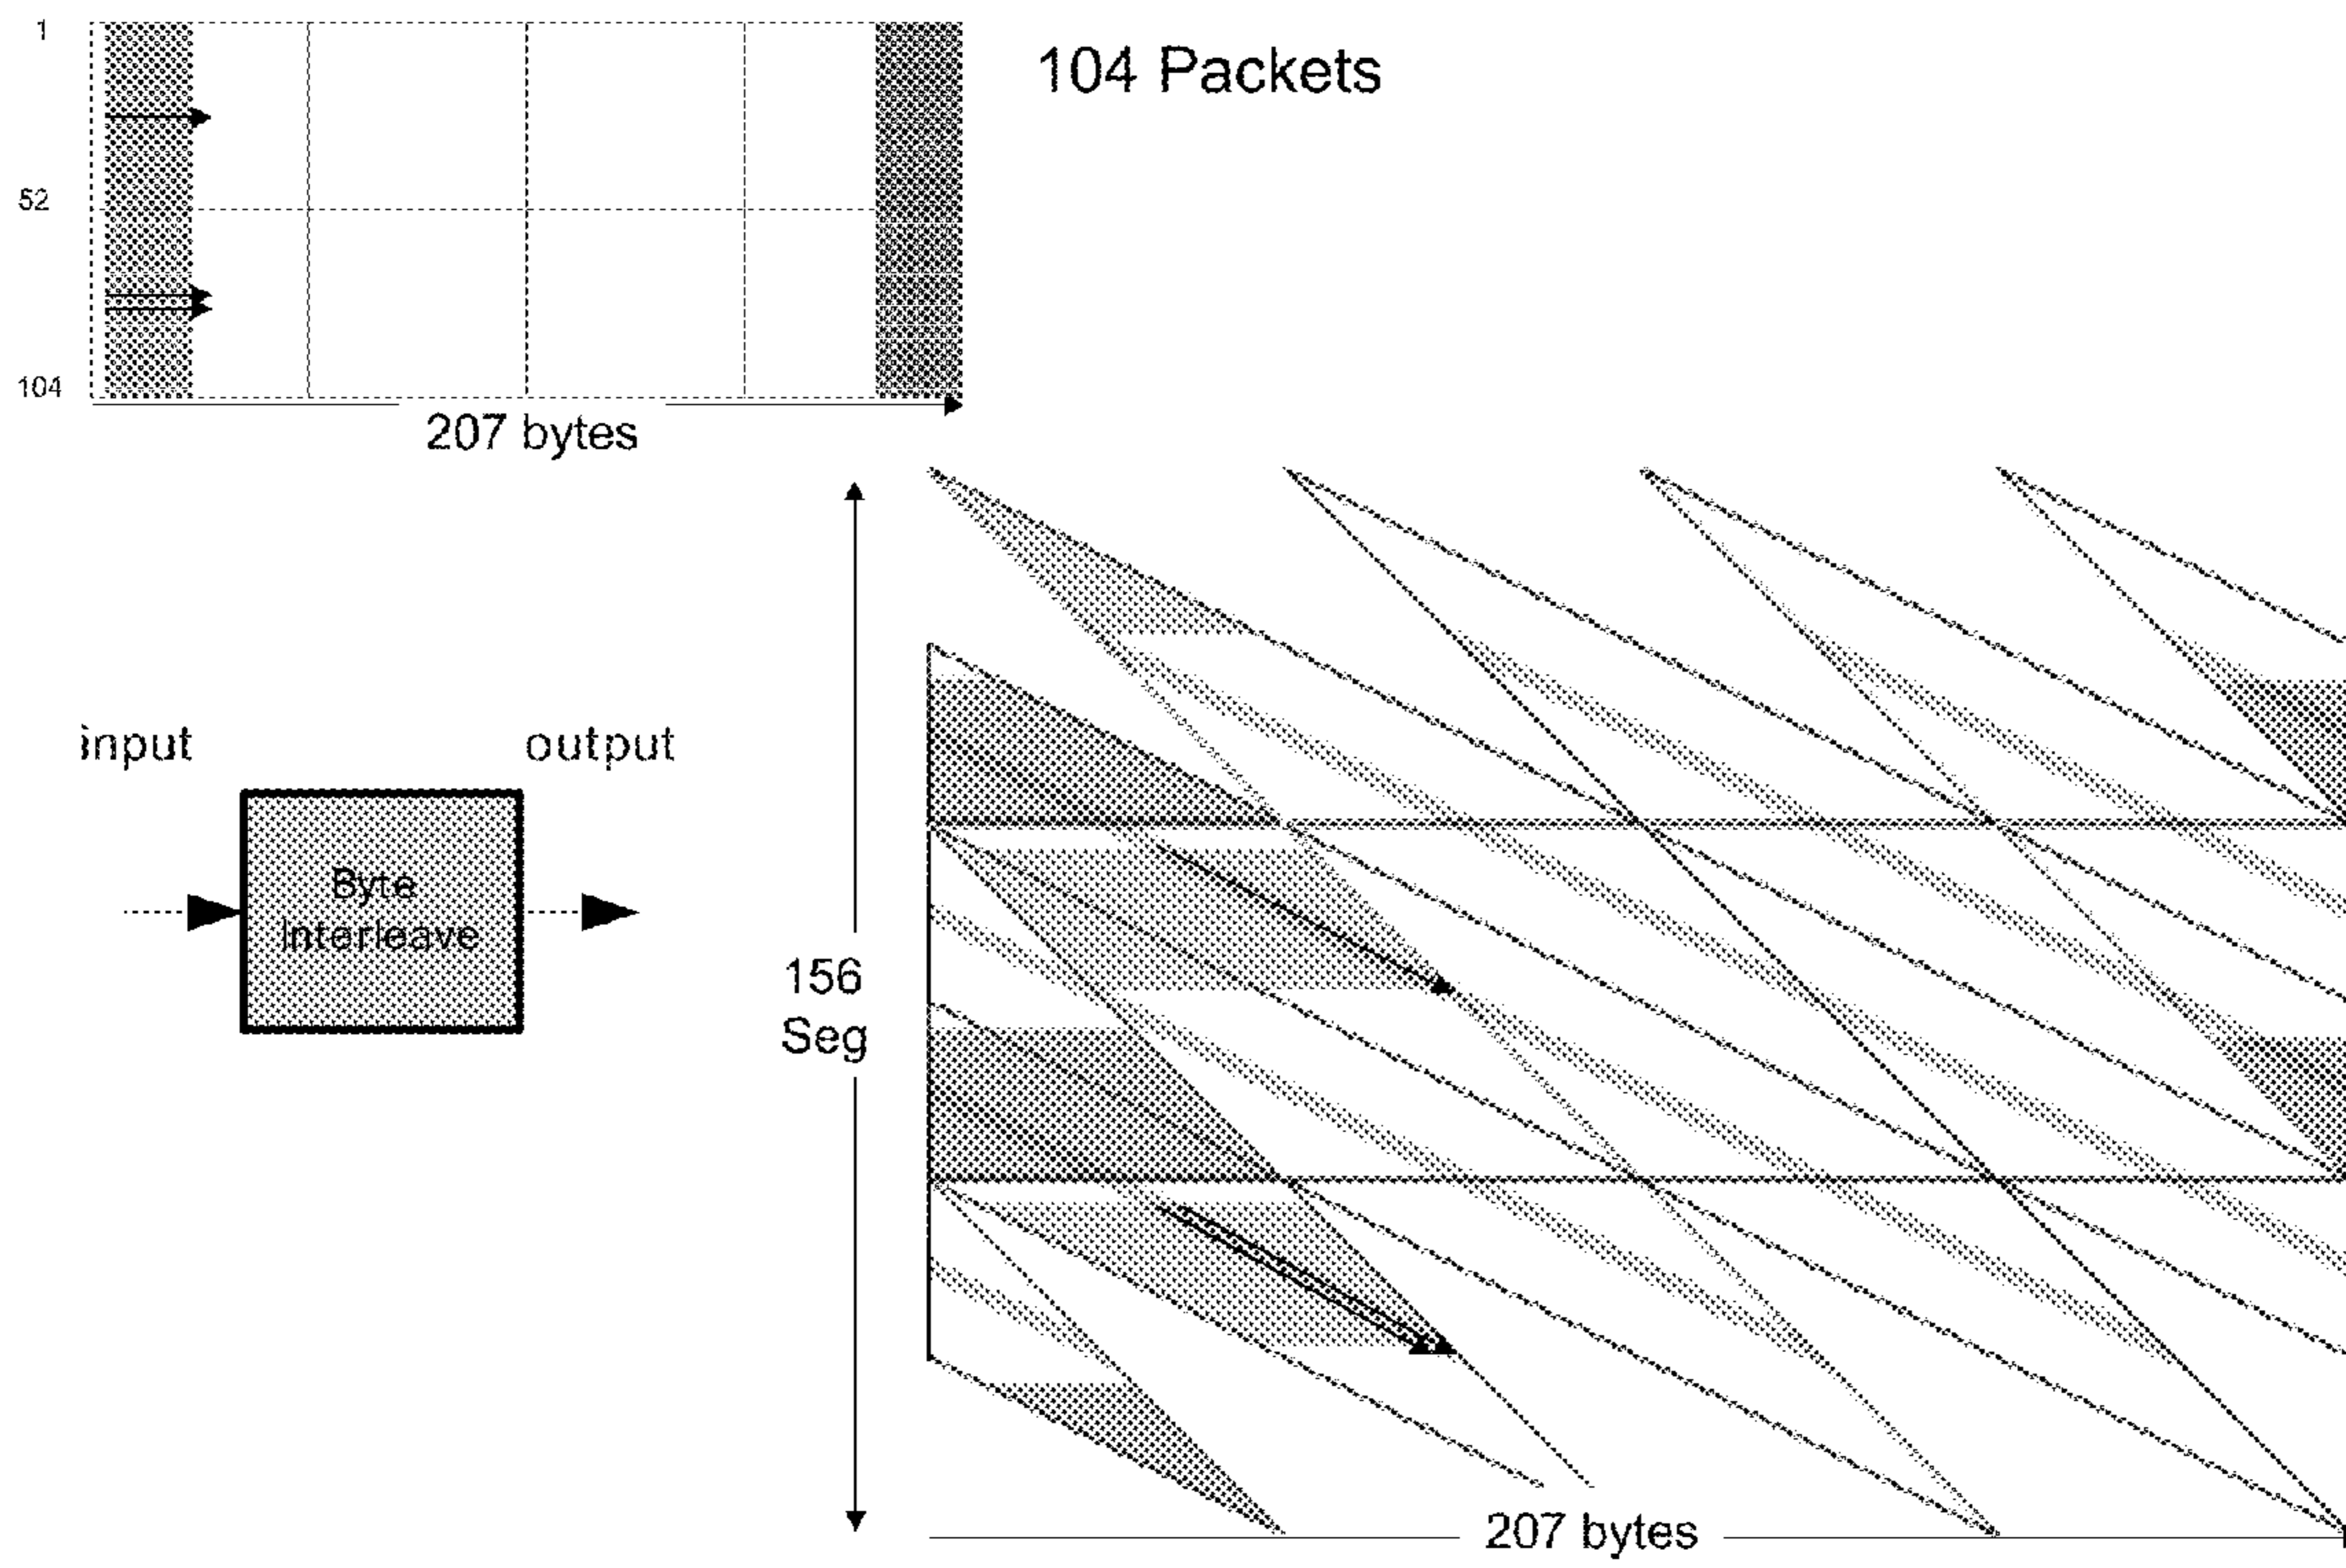 1
104 Packets
52
104
207 bytes
input
output
Byte
Interleave
156
Seg
207 bytes